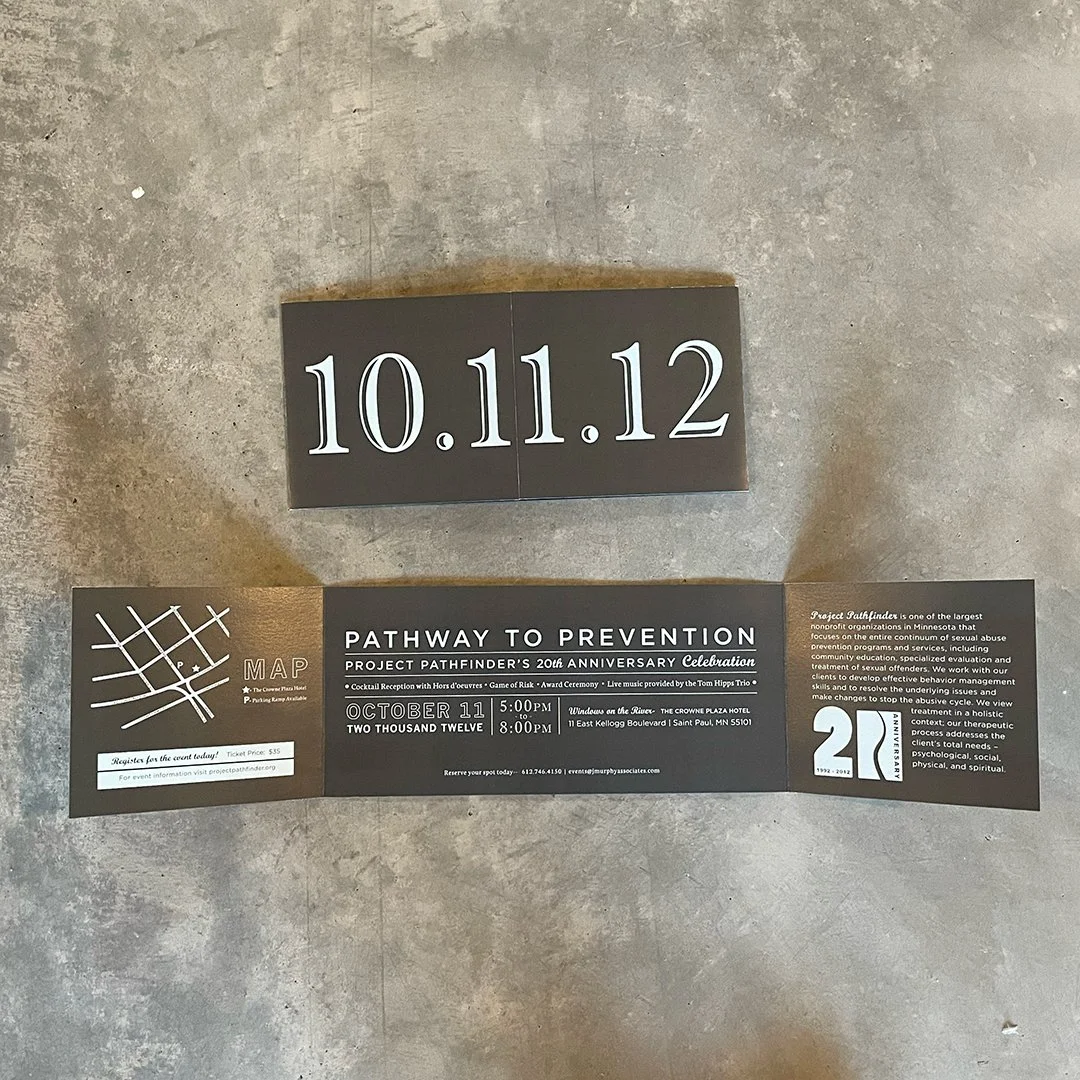 10.11.12
P
MAP
★- The Crowne Plaza Hotel
P- Parking Ramp Available
Register for the event today! Ticket Price: $35
For event information visit projectpathfinder.org
PATHWAY TO PREVENTION
PROJECT PATHFINDER'S 20th ANNIVERSARY Celebration
• Cocktail Reception with Hors d'oeuvres • Game of Risk • Award Ceremony • Live music provided by the Tom Hipps Trio •
OCTOBER 11
TWO THOUSAND TWELVE
5:00PM
-to-
8:00PM
Windows on the River- THE CROWNE PLAZA HOTEL
11 East Kellogg Boulevard | Saint Paul, MN 55101
Reserve your spot today-- 612.746.4150 | events@jmurphyassociates.com
Project Pathfinder is one of the largest
nonprofit organizations in Minnesota that
focuses on the entire continuum of sexual abuse
prevention programs and services, including
community education, specialized evaluation and
treatment of sexual offenders. We work with our
clients to develop effective behavior management
skills and to resolve the underlying issues and
make changes to stop the abusive cycle. We view
treatment in a holistic
context; our therapeutic
process addresses the
client's total needs –
psychological, social,
physical, and spiritual.
2
ANNIVERSARY
1992 - 2012